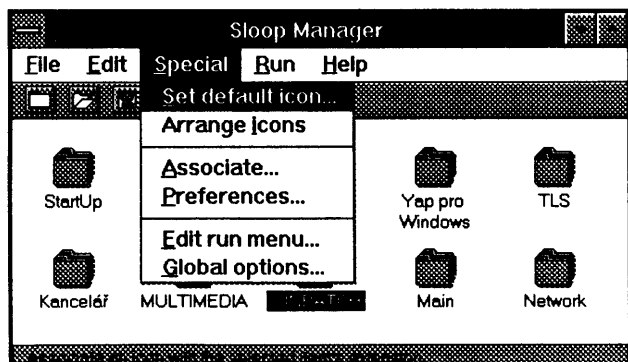 Sloop Manager
File Edit Special Run Help
Set default icon...
Arrange icons
Associate...
Preferences...
Edit run menu...
Global options...
StartUp
Yap pro
Windows
TLS
Kancelář
MULTIMEDIA
Main
Network